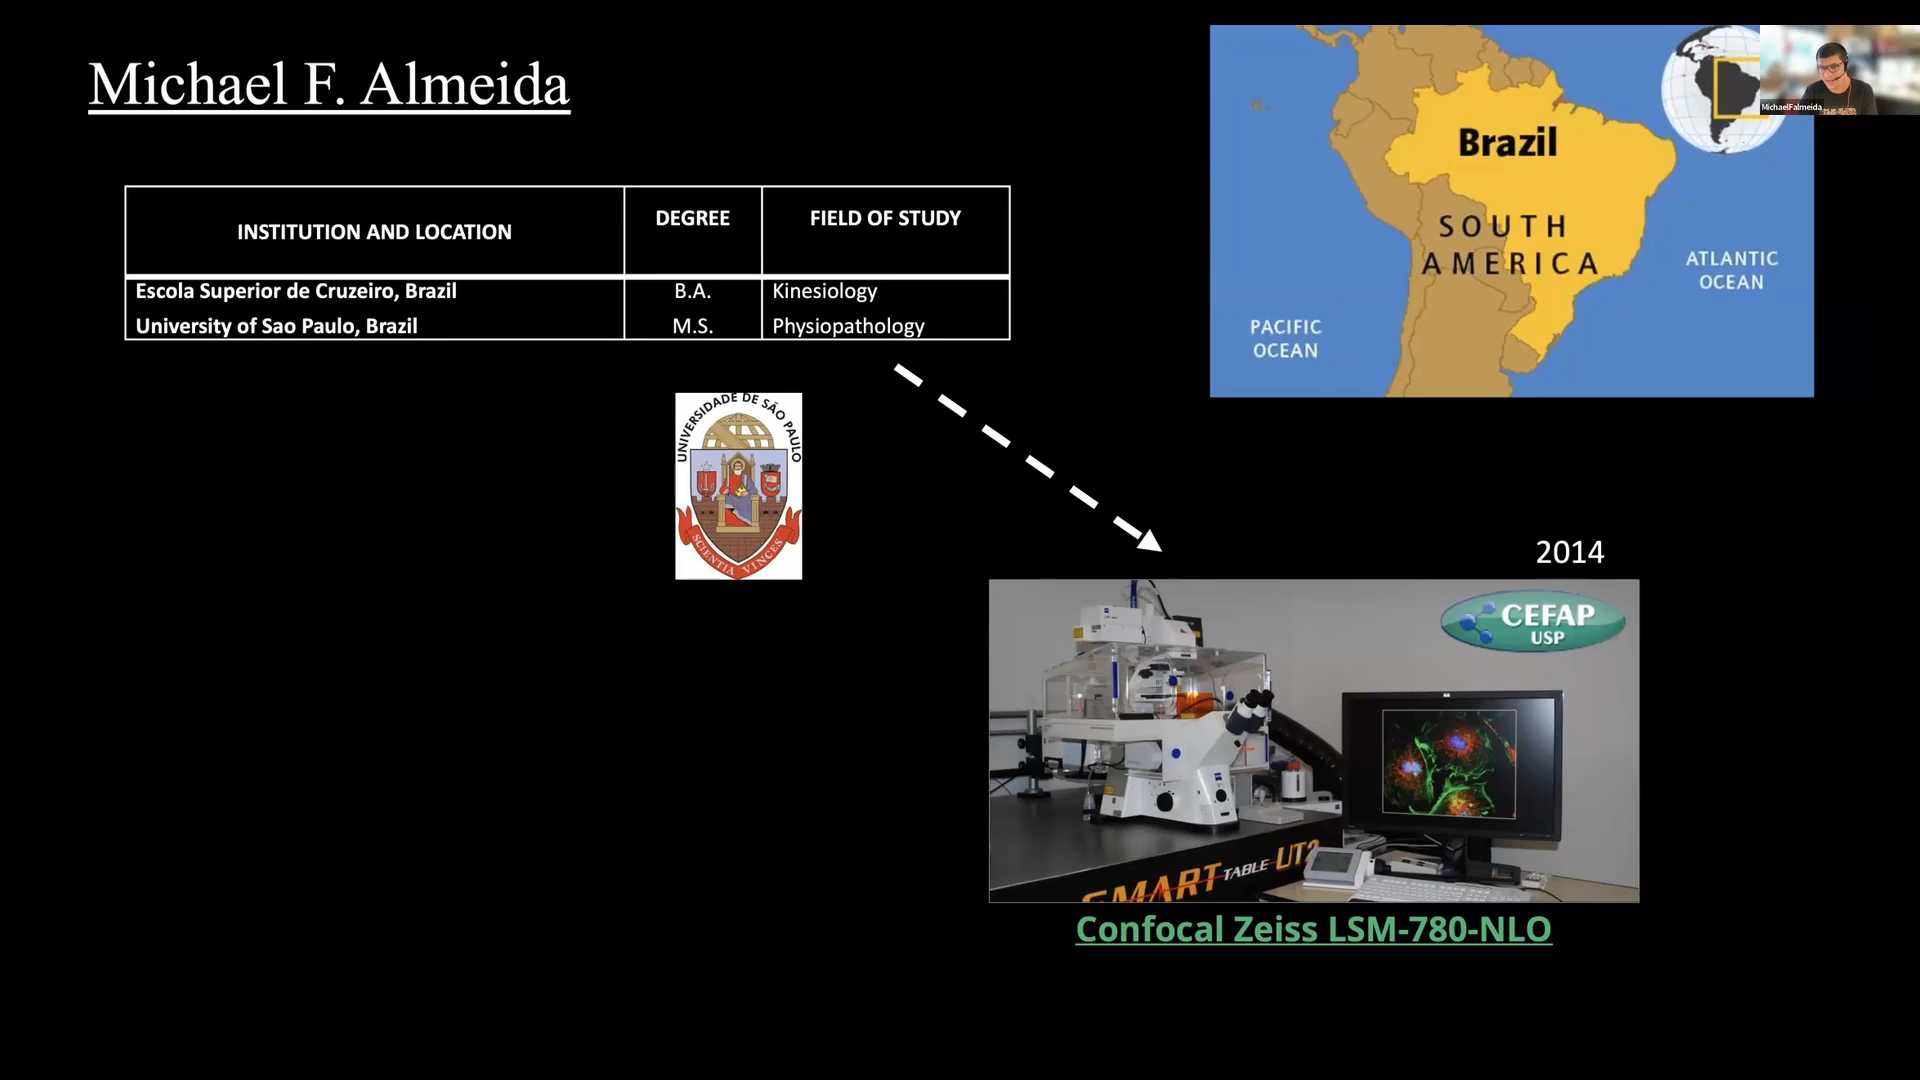 Michael F. Almeida
INSTITUTION AND LOCATION
DEGREE
FIELD OF STUDY
Escola Superior de Cruzeiro, Brazil
B.A.
Kinesiology
University of Sao Paulo, Brazil
M.S.
Physiopathology
Brazil
SOUTH
AMERICA
ATLANTIC
OCEAN
PACIFIC
OCEAN
MichaelFalmeida
UNIVERSIDADE DE SÃO PAULO
SCIENTIA VINCES
2014
CEFAP
USP
SMART TABLE UT2
Confocal Zeiss LSM-780-NLO